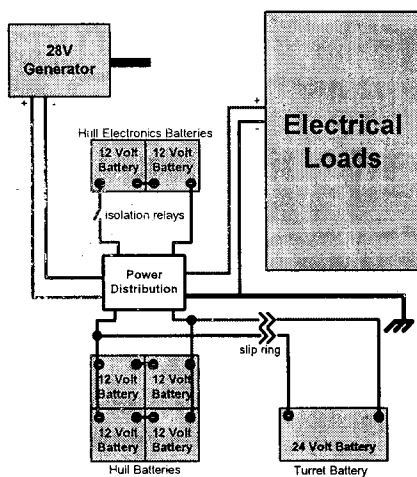 28V
Generator
+ -
+
-
Electrical
Loads
Hull Electronics Batteries
12 Volt
Battery
12 Volt
Battery
isolation relays
Power
Distribution
slip ring
12 Volt
Battery
12 Volt
Battery
12 Volt
Battery
12 Volt
Battery
Hull Batteries
24 Volt Battery
Turret Battery